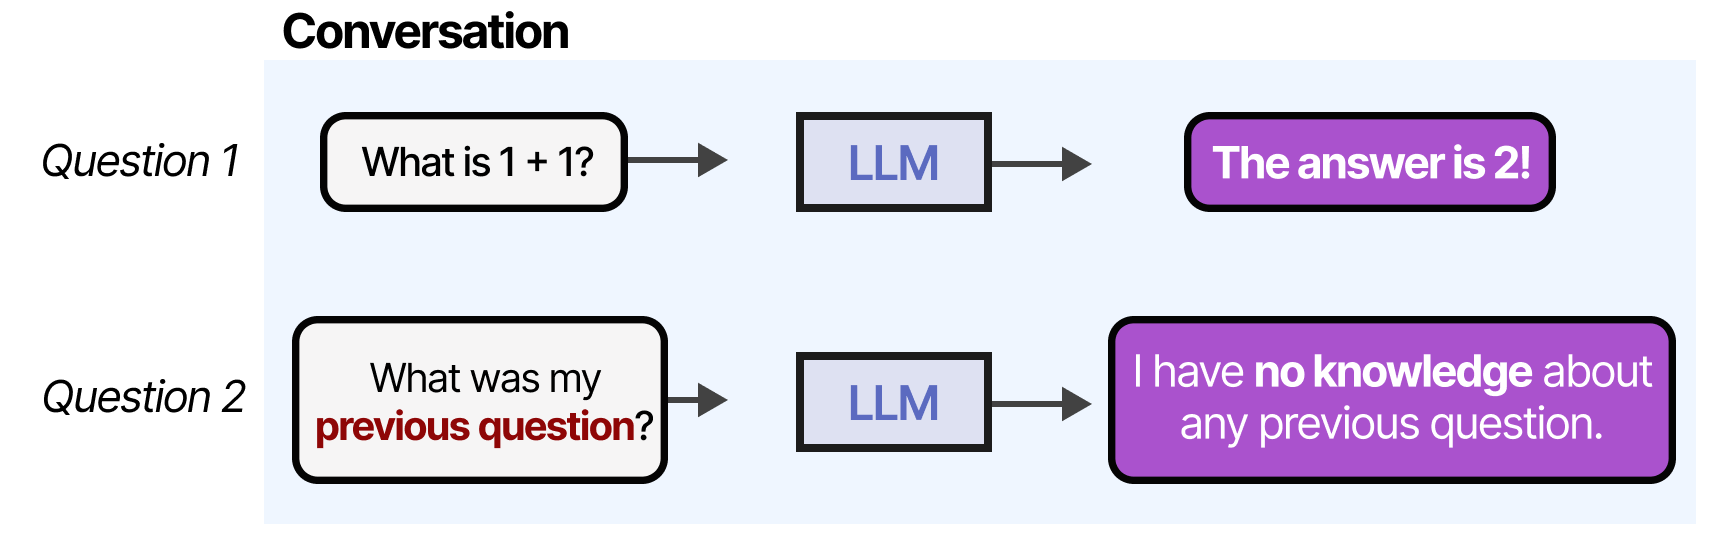 Conversation
Question 1
What is 1 + 1?
LLM
The answer is 2!
Question 2
What was my
previous question?
LLM
I have no knowledge about
any previous question.